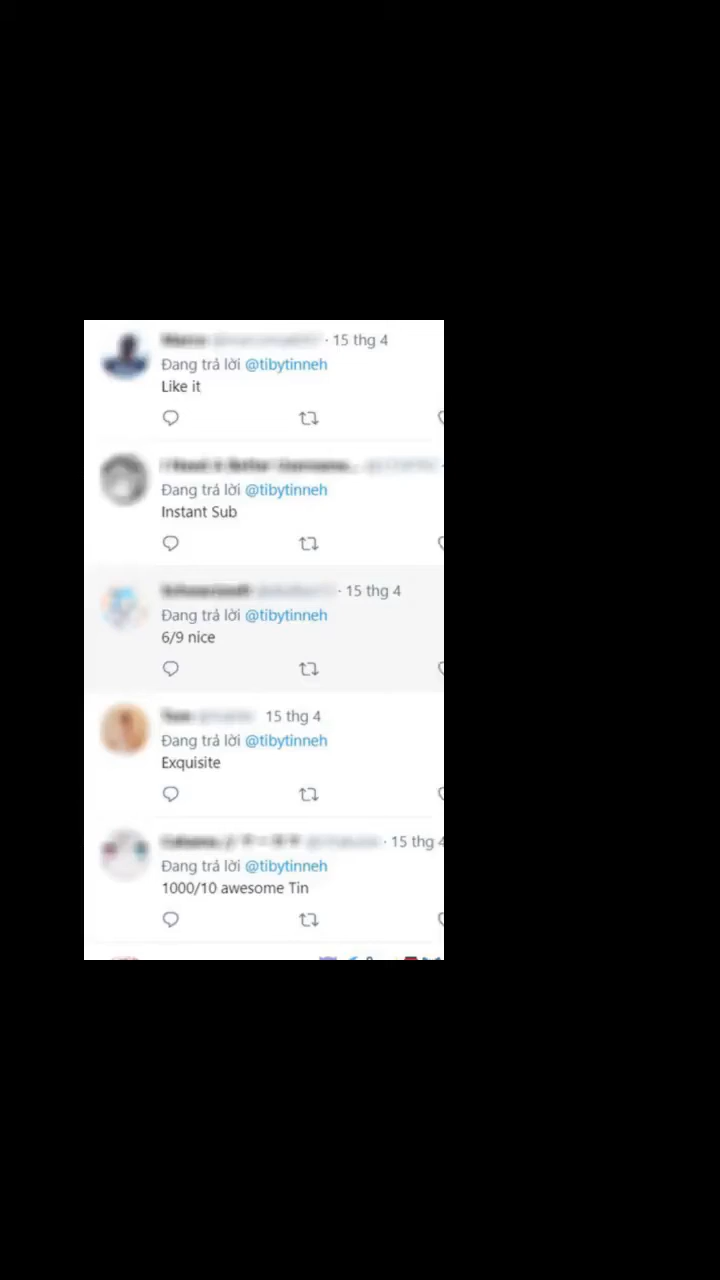 · 15 thg 4
Đang trả lời @tibytinneh
Like it
Đang trả lời @tibytinneh
Instant Sub
· 15 thg 4
Đang trả lời @tibytinneh
6/9 nice
15 thg 4
Đang trả lời @tibytinneh
Exquisite
· 15 thg 4
Đang trả lời @tibytinneh
1000/10 awesome Tin